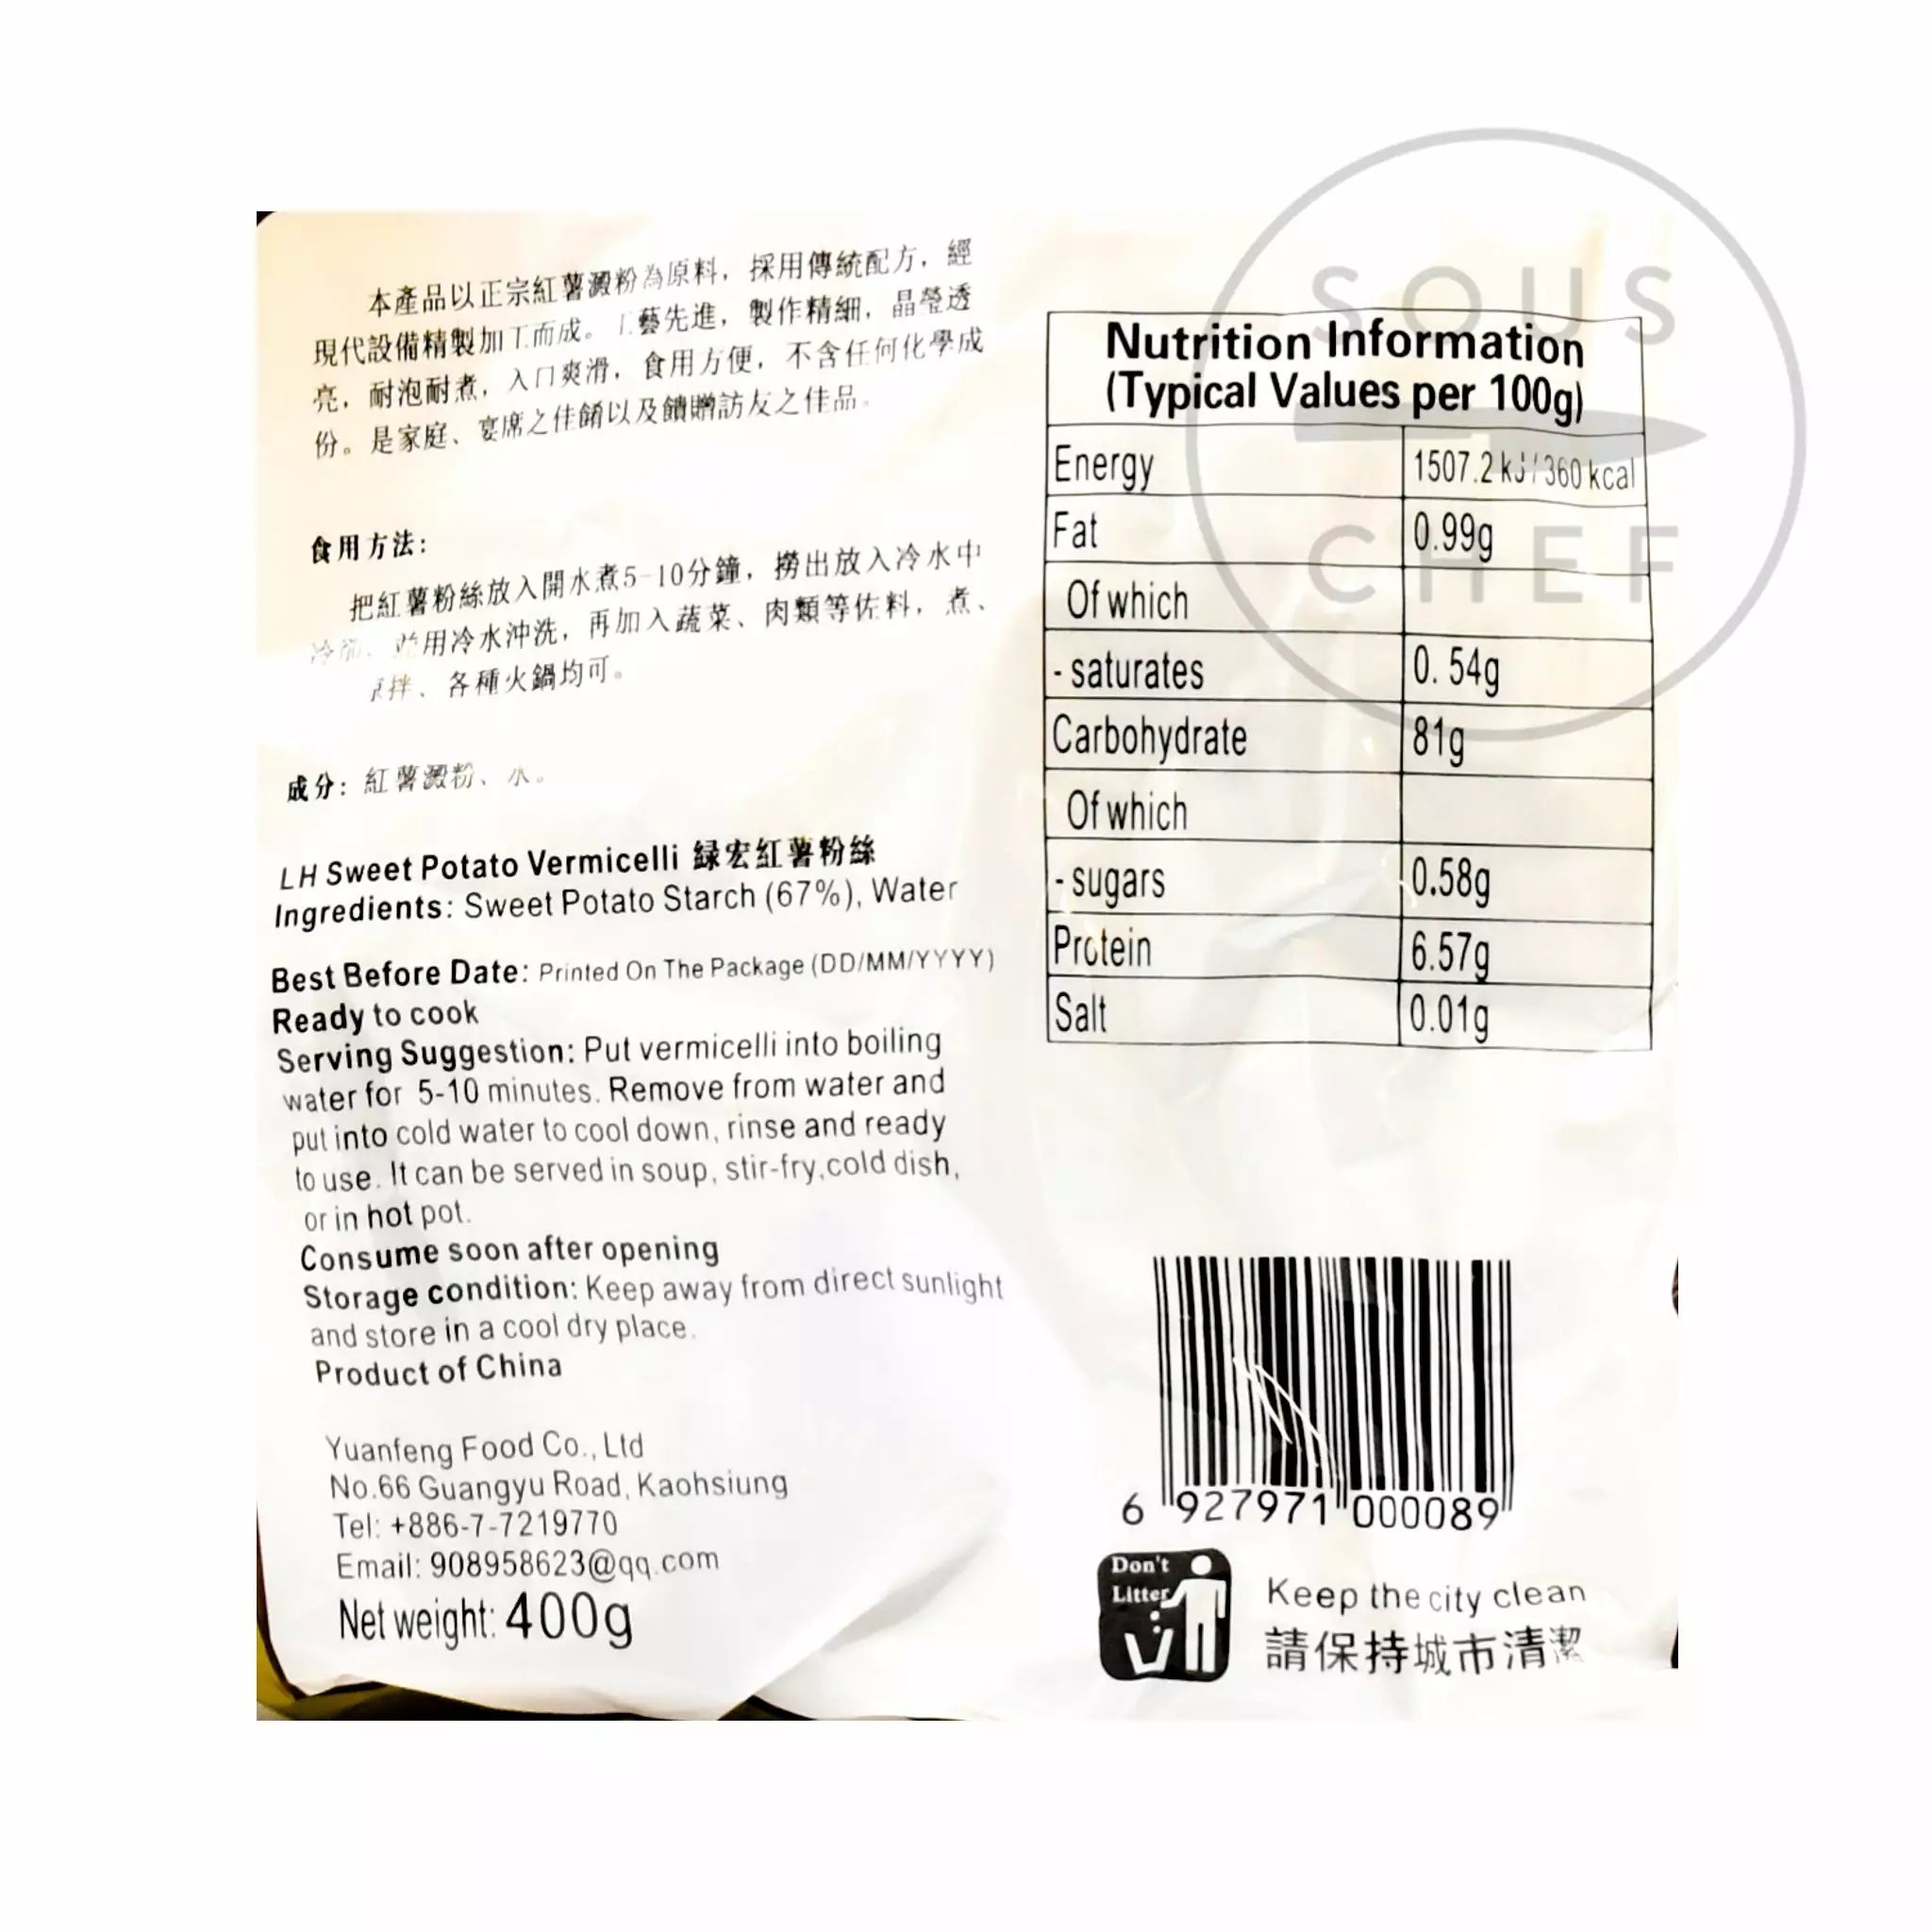 本產品以正宗紅薯澱粉為原料，採用傳統配方，經
現代設備精製加工而成。工藝先進，製作精細，晶瑩透
亮，耐泡耐煮，入口爽滑，食用方便，不含任何化學成
份。是家庭、宴席之佳餚以及饋贈訪友之佳品。
食用方法：
把紅薯粉絲放入開水煮5-10分鐘，撈出放入冷水中
用冷水沖洗，再加入蔬菜、肉類等佐料，煮、
拌、各種火鍋均可。
成分：紅薯澱粉、水。
LH Sweet Potato Vermicelli 緑宏紅薯粉絲
Ingredients: Sweet Potato Starch (67%), Water
Best Before Date: Printed On The Package (DD/MM/YYYY)
Ready to cook
Serving Suggestion: Put vermicelli into boiling
water for 5-10 minutes. Remove from water and
put into cold water to cool down, rinse and ready
to use. It can be served in soup, stir-fry,cold dish,
or in hot pot.
Consume soon after opening
Storage condition: Keep away from direct sunlight
and store in a cool dry place.
Product of China
Yuanfeng Food Co., Ltd
No.66 Guangyu Road, Kaohsiung
Tel: +886-7-7219770
Email: 908958623@qq.com
Net weight: 400g
SOUS
CHEF
Nutrition Information
(Typical Values per 100g)
Energy 1507.2 kJ/360 kcal
Fat 0.99g
Of which
- saturates 0.54g
Carbohydrate 81g
Of which
- sugars 0.58g
Protein 6.57g
Salt 0.01g
6 927971 000089
Don't
Litter
Keep the city clean
請保持城市清潔